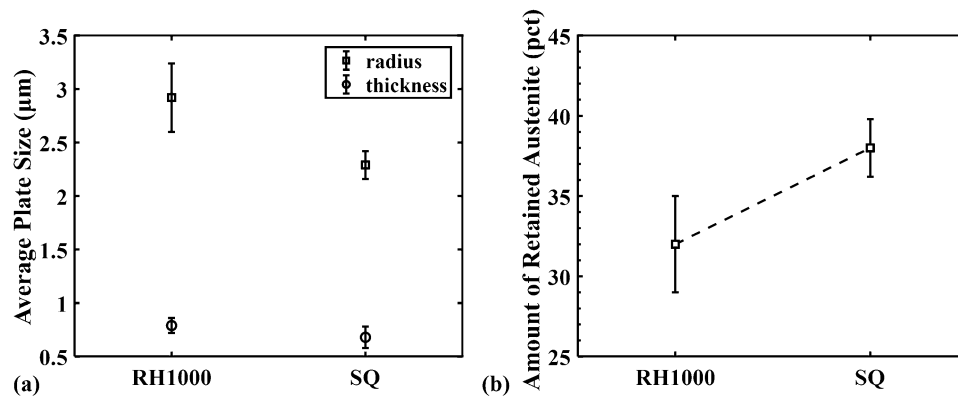 Average Plate Size (μm)
3.5
3
2.5
2
1.5
1
0.5
radius
thickness
RH1000
SQ
(a)
Amount of Retained Austenite (pct)
45
40
35
30
25
RH1000
SQ
(b)